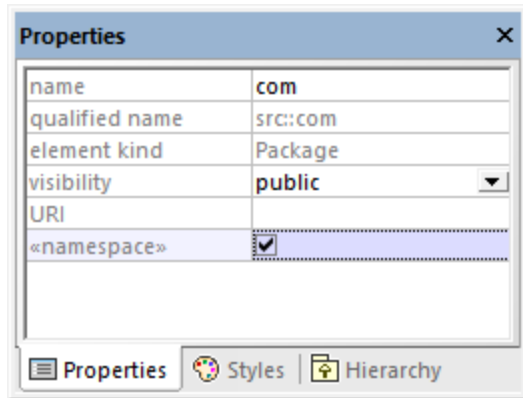 Properties
name com
qualified name src::com
element kind Package
visibility public
URI
«namespace»
Properties Styles Hierarchy